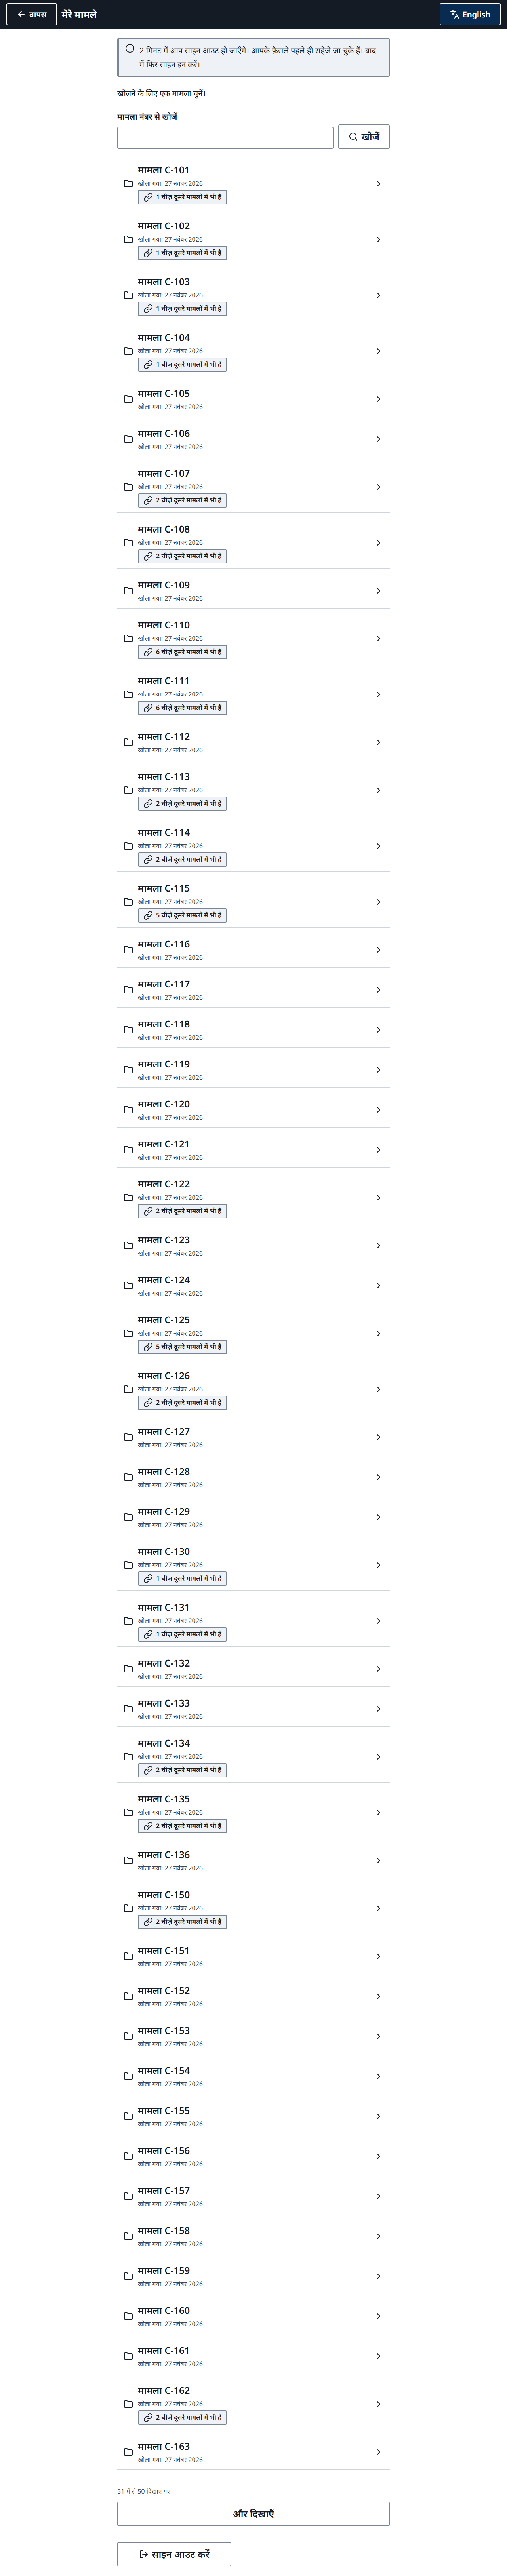 वापस
मेरे मामले
English
2 मिनट में आप साइन आउट हो जाएँगे। आपके फ़ैसले पहले ही सहेजे जा चुके हैं। बाद
में फिर साइन इन करें।
खोलने के लिए एक मामला चुनें।
मामला नंबर से खोजें
खोजें
मामला C-101
खोला गया: 27 नवंबर 2026
1 चीज़ दूसरे मामलों में भी है
मामला C-102
खोला गया: 27 नवंबर 2026
1 चीज़ दूसरे मामलों में भी है
मामला C-103
खोला गया: 27 नवंबर 2026
1 चीज़ दूसरे मामलों में भी है
मामला C-104
खोला गया: 27 नवंबर 2026
1 चीज़ दूसरे मामलों में भी है
मामला C-105
खोला गया: 27 नवंबर 2026
मामला C-106
खोला गया: 27 नवंबर 2026
मामला C-107
खोला गया: 27 नवंबर 2026
2 चीज़ें दूसरे मामलों में भी हैं
मामला C-108
खोला गया: 27 नवंबर 2026
2 चीज़ें दूसरे मामलों में भी हैं
मामला C-109
खोला गया: 27 नवंबर 2026
मामला C-110
खोला गया: 27 नवंबर 2026
6 चीज़ें दूसरे मामलों में भी हैं
मामला C-111
खोला गया: 27 नवंबर 2026
6 चीज़ें दूसरे मामलों में भी हैं
मामला C-112
खोला गया: 27 नवंबर 2026
मामला C-113
खोला गया: 27 नवंबर 2026
2 चीज़ें दूसरे मामलों में भी हैं
मामला C-114
खोला गया: 27 नवंबर 2026
2 चीज़ें दूसरे मामलों में भी हैं
मामला C-115
खोला गया: 27 नवंबर 2026
5 चीज़ें दूसरे मामलों में भी हैं
मामला C-116
खोला गया: 27 नवंबर 2026
मामला C-117
खोला गया: 27 नवंबर 2026
मामला C-118
खोला गया: 27 नवंबर 2026
मामला C-119
खोला गया: 27 नवंबर 2026
मामला C-120
खोला गया: 27 नवंबर 2026
मामला C-121
खोला गया: 27 नवंबर 2026
मामला C-122
खोला गया: 27 नवंबर 2026
2 चीज़ें दूसरे मामलों में भी हैं
मामला C-123
खोला गया: 27 नवंबर 2026
मामला C-124
खोला गया: 27 नवंबर 2026
मामला C-125
खोला गया: 27 नवंबर 2026
5 चीज़ें दूसरे मामलों में भी हैं
मामला C-126
खोला गया: 27 नवंबर 2026
2 चीज़ें दूसरे मामलों में भी हैं
मामला C-127
खोला गया: 27 नवंबर 2026
मामला C-128
खोला गया: 27 नवंबर 2026
मामला C-129
खोला गया: 27 नवंबर 2026
मामला C-130
खोला गया: 27 नवंबर 2026
1 चीज़ दूसरे मामलों में भी है
मामला C-131
खोला गया: 27 नवंबर 2026
1 चीज़ दूसरे मामलों में भी है
मामला C-132
खोला गया: 27 नवंबर 2026
मामला C-133
खोला गया: 27 नवंबर 2026
मामला C-134
खोला गया: 27 नवंबर 2026
2 चीज़ें दूसरे मामलों में भी हैं
मामला C-135
खोला गया: 27 नवंबर 2026
2 चीज़ें दूसरे मामलों में भी हैं
मामला C-136
खोला गया: 27 नवंबर 2026
मामला C-150
खोला गया: 27 नवंबर 2026
2 चीज़ें दूसरे मामलों में भी हैं
मामला C-151
खोला गया: 27 नवंबर 2026
मामला C-152
खोला गया: 27 नवंबर 2026
मामला C-153
खोला गया: 27 नवंबर 2026
मामला C-154
खोला गया: 27 नवंबर 2026
मामला C-155
खोला गया: 27 नवंबर 2026
मामला C-156
खोला गया: 27 नवंबर 2026
मामला C-157
खोला गया: 27 नवंबर 2026
मामला C-158
खोला गया: 27 नवंबर 2026
मामला C-159
खोला गया: 27 नवंबर 2026
मामला C-160
खोला गया: 27 नवंबर 2026
मामला C-161
खोला गया: 27 नवंबर 2026
मामला C-162
खोला गया: 27 नवंबर 2026
2 चीज़ें दूसरे मामलों में भी हैं
मामला C-163
खोला गया: 27 नवंबर 2026
51 में से 50 दिखाए गए
और दिखाएँ
साइन आउट करें